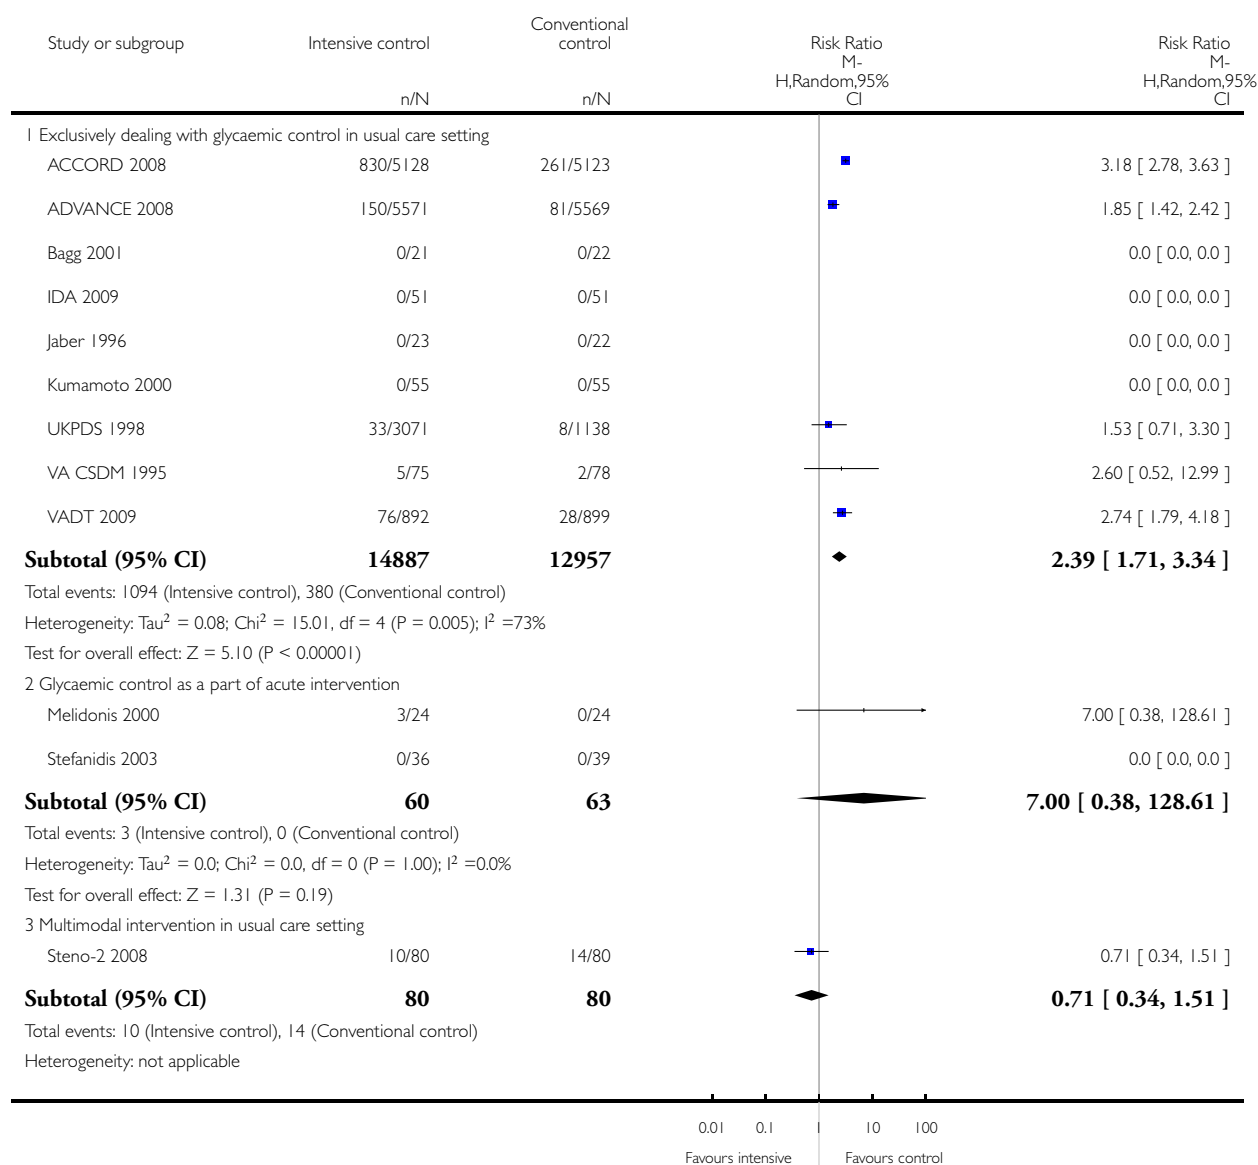 Study or subgroup Intensive control Conventional control Risk Ratio Risk Ratio
n/N n/N M-H,Random,95% CI M-H,Random,95% CI
1 Exclusively dealing with glycaemic control in usual care setting
ACCORD 2008 830/5128 261/5123 3.18 [ 2.78, 3.63 ]
ADVANCE 2008 150/5571 81/5569 1.85 [ 1.42, 2.42 ]
Bagg 2001 0/21 0/22 0.0 [ 0.0, 0.0 ]
IDA 2009 0/51 0/51 0.0 [ 0.0, 0.0 ]
Jaber 1996 0/23 0/22 0.0 [ 0.0, 0.0 ]
Kumamoto 2000 0/55 0/55 0.0 [ 0.0, 0.0 ]
UKPDS 1998 33/3071 8/1138 1.53 [ 0.71, 3.30 ]
VA CSDM 1995 5/75 2/78 2.60 [ 0.52, 12.99 ]
VADT 2009 76/892 28/899 2.74 [ 1.79, 4.18 ]
Subtotal (95% CI) 14887 12957 2.39 [ 1.71, 3.34 ]
Total events: 1094 (Intensive control), 380 (Conventional control)
Heterogeneity: Tau² = 0.08; Chi² = 15.01, df = 4 (P = 0.005); I² =73%
Test for overall effect: Z = 5.10 (P < 0.00001)
2 Glycaemic control as a part of acute intervention
Melidonis 2000 3/24 0/24 7.00 [ 0.38, 128.61 ]
Stefanidis 2003 0/36 0/39 0.0 [ 0.0, 0.0 ]
Subtotal (95% CI) 60 63 7.00 [ 0.38, 128.61 ]
Total events: 3 (Intensive control), 0 (Conventional control)
Heterogeneity: Tau² = 0.0; Chi² = 0.0, df = 0 (P = 1.00); I² =0.0%
Test for overall effect: Z = 1.31 (P = 0.19)
3 Multimodal intervention in usual care setting
Steno-2 2008 10/80 14/80 0.71 [ 0.34, 1.51 ]
Subtotal (95% CI) 80 80 0.71 [ 0.34, 1.51 ]
Total events: 10 (Intensive control), 14 (Conventional control)
Heterogeneity: not applicable
0.01 0.1 1 10 100
Favours intensive Favours control